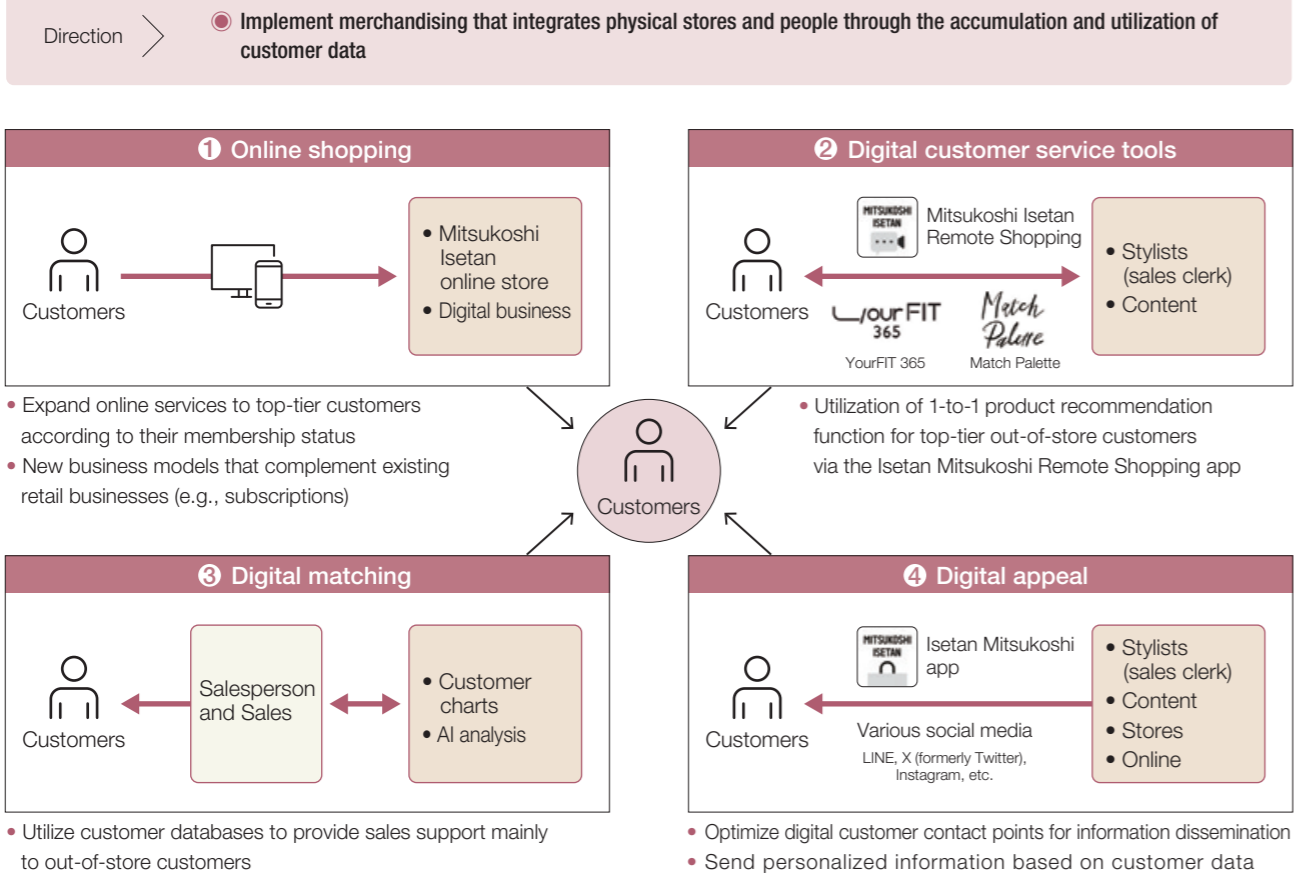 Direction
Implement merchandising that integrates physical stores and people through the accumulation and utilization of
customer data
❶ Online shopping
Customers
• Mitsukoshi
Isetan
online store
• Digital business
• Expand online services to top-tier customers
according to their membership status
• New business models that complement existing
retail businesses (e.g., subscriptions)
❷ Digital customer service tools
Customers
MITSUKOSHI
ISETAN
Mitsukoshi Isetan
Remote Shopping
YourFIT
365
YourFIT 365
Match
Palette
Match Palette
• Stylists
(sales clerk)
• Content
• Utilization of 1-to-1 product recommendation
function for top-tier out-of-store customers
via the Isetan Mitsukoshi Remote Shopping app
Customers
❸ Digital matching
Customers
Salesperson
and Sales
• Customer
charts
• AI analysis
• Utilize customer databases to provide sales support mainly
to out-of-store customers
❹ Digital appeal
Customers
MITSUKOSHI
ISETAN
Isetan Mitsukoshi
app
Various social media
LINE, X (formerly Twitter),
Instagram, etc.
• Stylists
(sales clerk)
• Content
• Stores
• Online
• Optimize digital customer contact points for information dissemination
• Send personalized information based on customer data